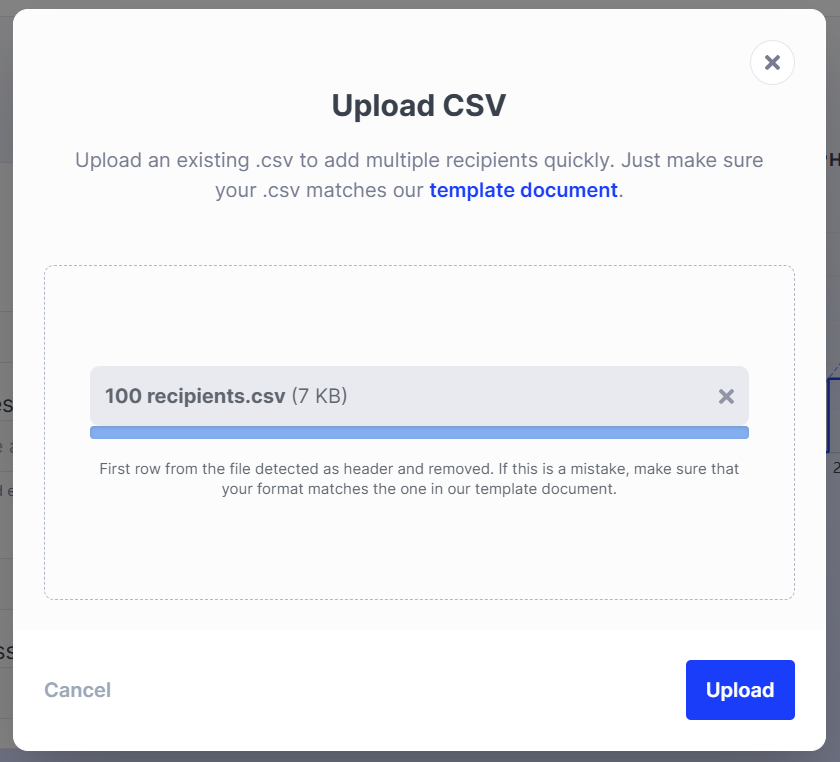 Upload CSV
Upload an existing .csv to add multiple recipients quickly. Just make sure
your .csv matches our template document.
100 recipients.csv (7 KB)
First row from the file detected as header and removed. If this is a mistake, make sure that
your format matches the one in our template document.
Cancel
Upload